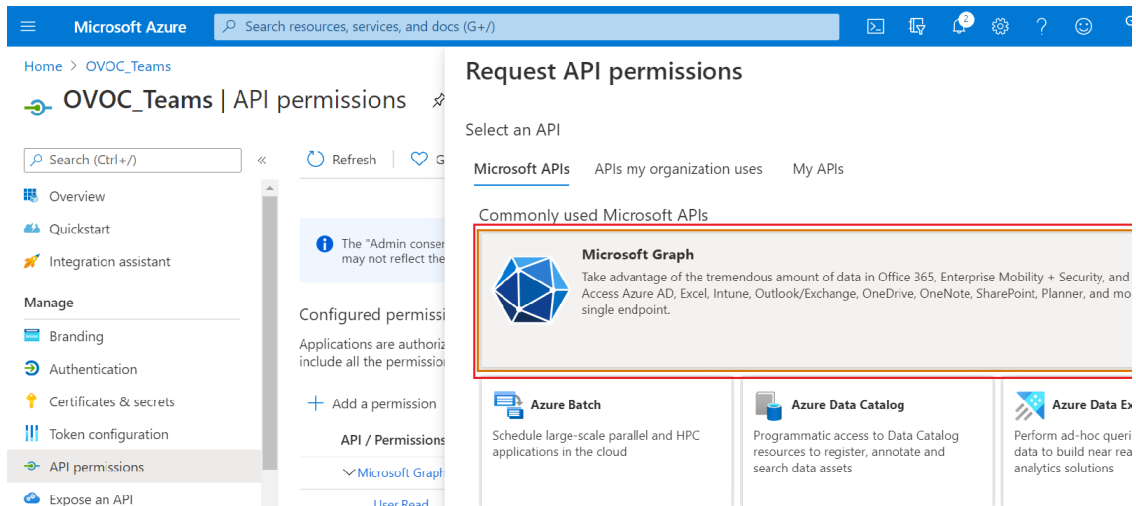 Microsoft Azure
Search resources, services, and docs (G+/)
2
Home > OVOC_Teams
OVOC_Teams | API permissions
Search (Ctrl+/)
«
Overview
Quickstart
Integration assistant
Manage
Branding
Authentication
Certificates & secrets
Token configuration
API permissions
Expose an API
Refresh
G
The "Admin conser
may not reflect the
Configured permissi
Applications are authoriz
include all the permission
Add a permission
API / Permissions
Microsoft Graph
User.Read
Request API permissions
Select an API
Microsoft APIs
APIs my organization uses
My APIs
Commonly used Microsoft APIs
Microsoft Graph
Take advantage of the tremendous amount of data in Office 365, Enterprise Mobility + Security, and
Access Azure AD, Excel, Intune, Outlook/Exchange, OneDrive, OneNote, SharePoint, Planner, and mo
single endpoint.
Azure Batch
Schedule large-scale parallel and HPC
applications in the cloud
Azure Data Catalog
Programmatic access to Data Catalog
resources to register, annotate and
search data assets
Azure Data Ex
Perform ad-hoc queri
data to build near rea
analytics solutions